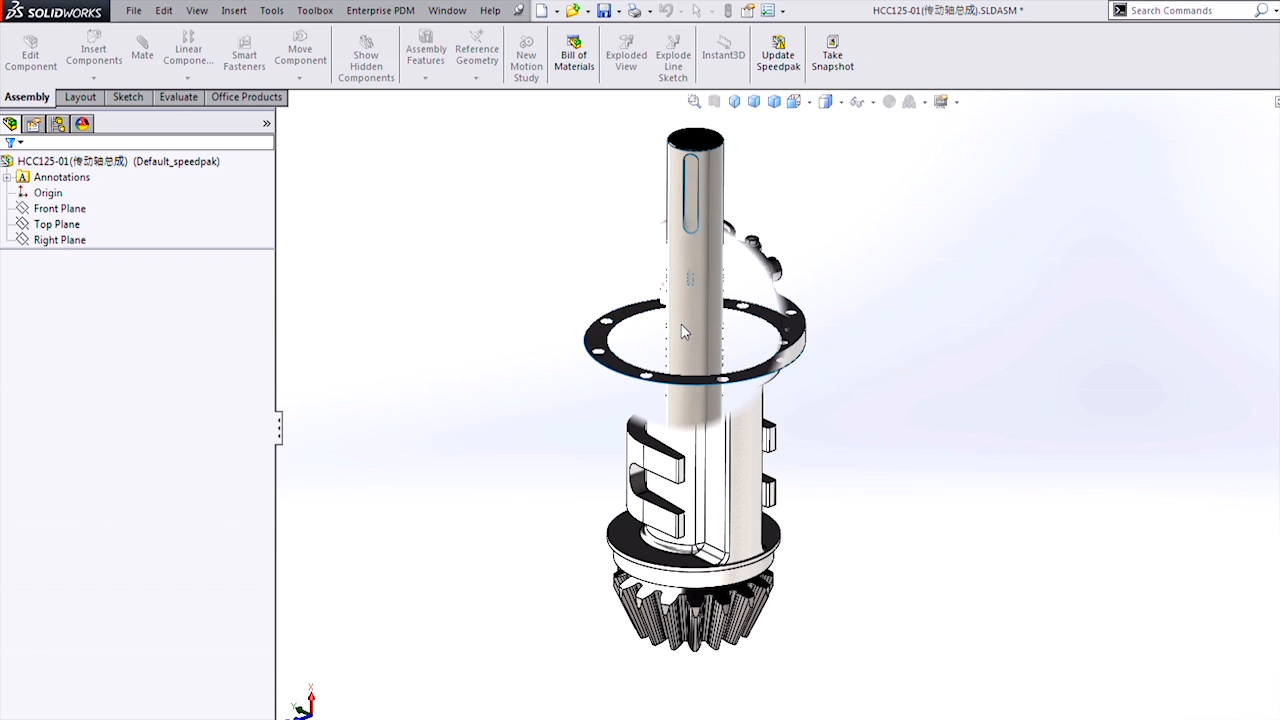 SOLIDWORKS File Edit View Insert Tools Toolbox Enterprise PDM Window Help HCC125-01(传动轴总成).SLDASM * Search Commands
Edit Component
Insert Components
Mate
Linear Compone...
Smart Fasteners
Move Component
Show Hidden Components
Assembly Features
Reference Geometry
New Motion Study
Bill of Materials
Exploded View
Explode Line Sketch
Instant3D
Update Speedpak
Take Snapshot
Assembly Layout Sketch Evaluate Office Products
HCC125-01(传动轴总成) (Default_speedpak)
A Annotations
Origin
Front Plane
Top Plane
Right Plane
X
Y